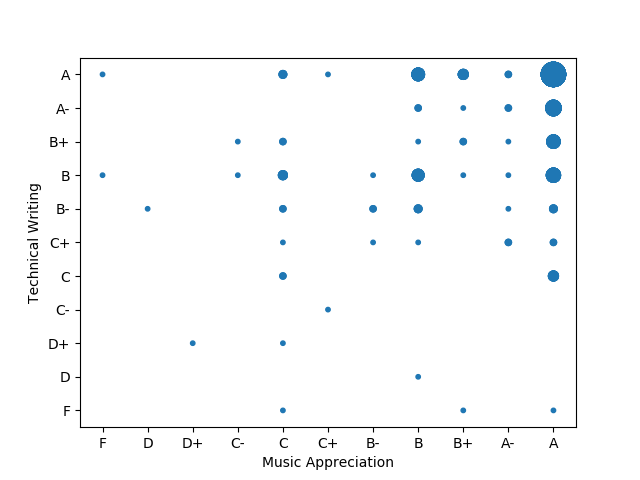 A
A-
B+
B
B-
C+
C
C-
D+
D
F
Technical Writing
F D D+ C- C C+ B- B B+ A- A
Music Appreciation